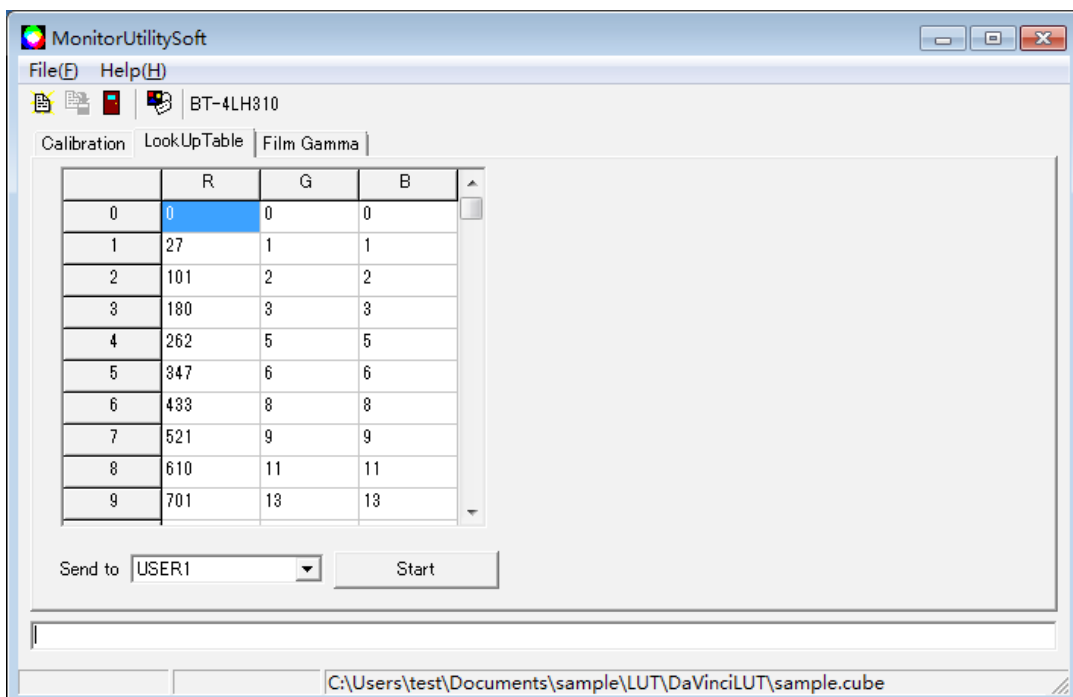 MonitorUtilitySoft
File(F) Help(H)
BT-4LH310
Calibration LookUpTable Film Gamma
R G B
0 0 0 0
1 27 1 1
2 101 2 2
3 180 3 3
4 262 5 5
5 347 6 6
6 433 8 8
7 521 9 9
8 610 11 11
9 701 13 13
Send to USER1 Start
C:\Users\test\Documents\sample\LUT\DaVinciLUT\sample.cube